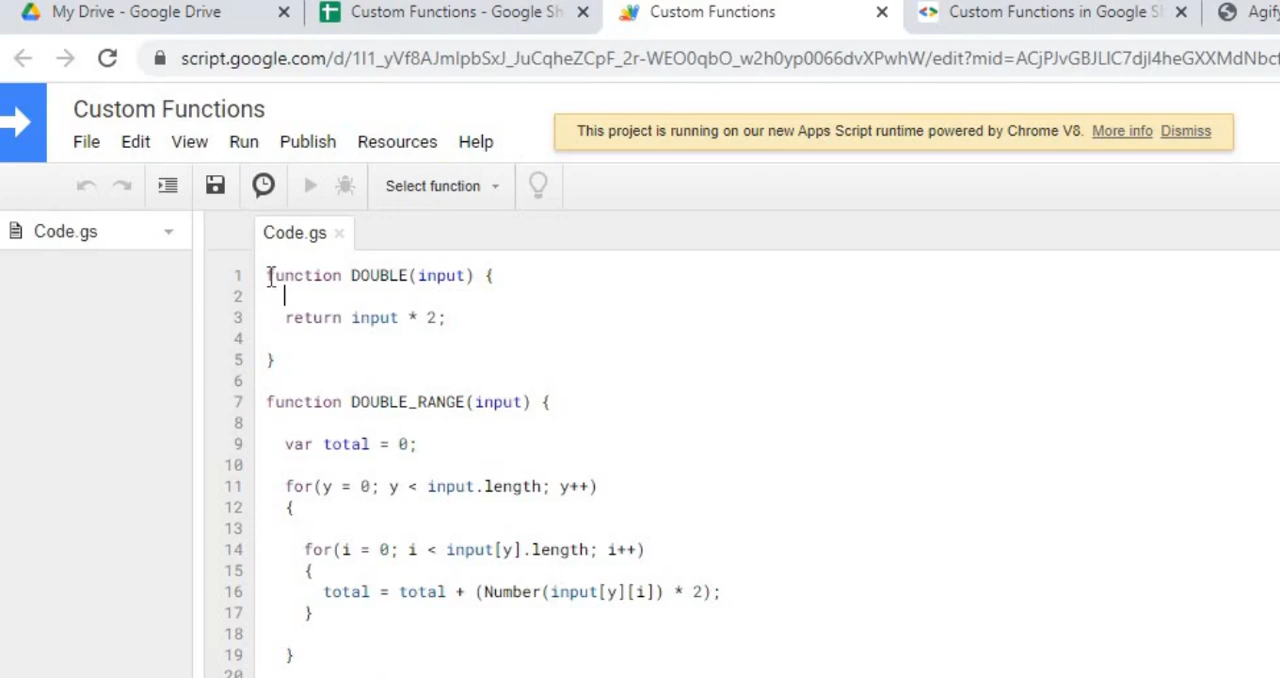 My Drive - Google Drive
Custom Functions - Google Sh
Custom Functions
Custom Functions in Google S
Agify
script.google.com/d/1I1_yVf8AJmIpbSxJ_JuCqheZCpF_2r-WEO0qbO_w2h0yp0066dvXPwhW/edit?mid=ACjPJvGBJLIC7djI4heGXXMdNbcf
Custom Functions
This project is running on our new Apps Script runtime powered by Chrome V8. More info Dismiss
File Edit View Run Publish Resources Help
Select function
Code.gs
Code.gs
1 function DOUBLE(input) {
2
3 return input * 2;
4
5 }
6
7 function DOUBLE_RANGE(input) {
8
9 var total = 0;
10
11 for(y = 0; y < input.length; y++)
12 {
13
14 for(i = 0; i < input[y].length; i++)
15 {
16 total = total + (Number(input[y][i]) * 2);
17 }
18
19 }
20